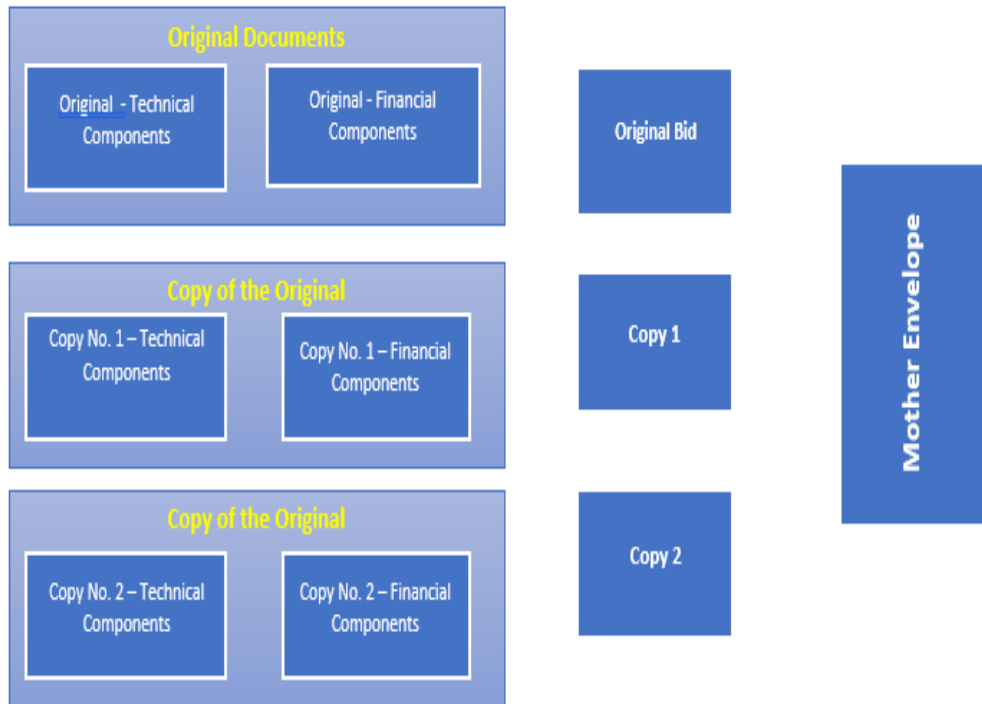 Original Documents
Original - Technical
Components
Original - Financial
Components
Original Bid
Copy of the Original
Copy No. 1 – Technical
Components
Copy No. 1 – Financial
Components
Copy 1
Copy of the Original
Copy No. 2 – Technical
Components
Copy No. 2 – Financial
Components
Copy 2
Mother Envelope